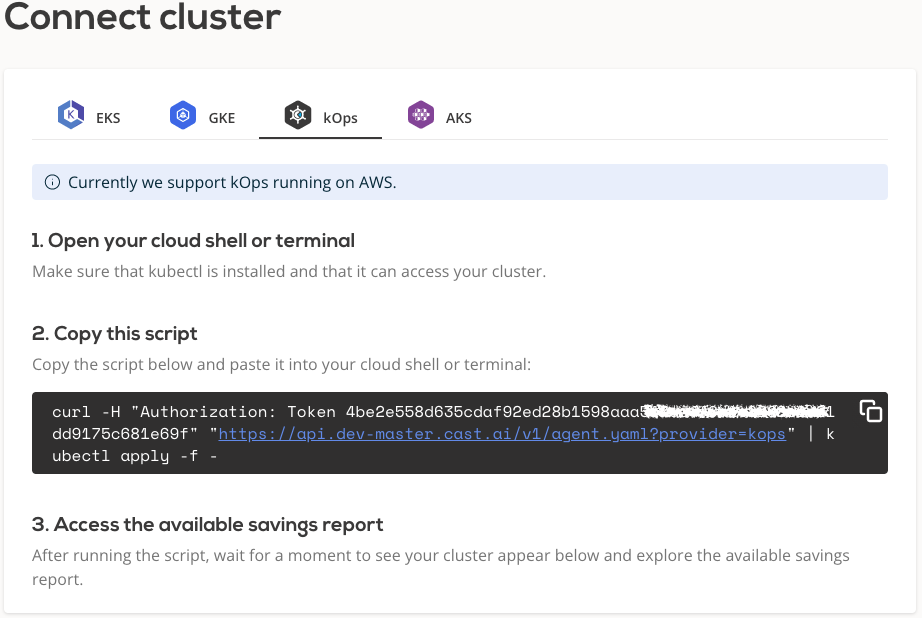 Connect cluster
EKS GKE kOps AKS
Currently we support kOps running on AWS.
1. Open your cloud shell or terminal
Make sure that kubectl is installed and that it can access your cluster.
2. Copy this script
Copy the script below and paste it into your cloud shell or terminal:
curl -H "Authorization: Token
dd9175c681e69f" "https://api.dev-master.cast.ai/v1/agent.yaml?provider=kops" | k
ubectl apply -f -
3. Access the available savings report
After running the script, wait for a moment to see your cluster appear below and explore the available savings
report.